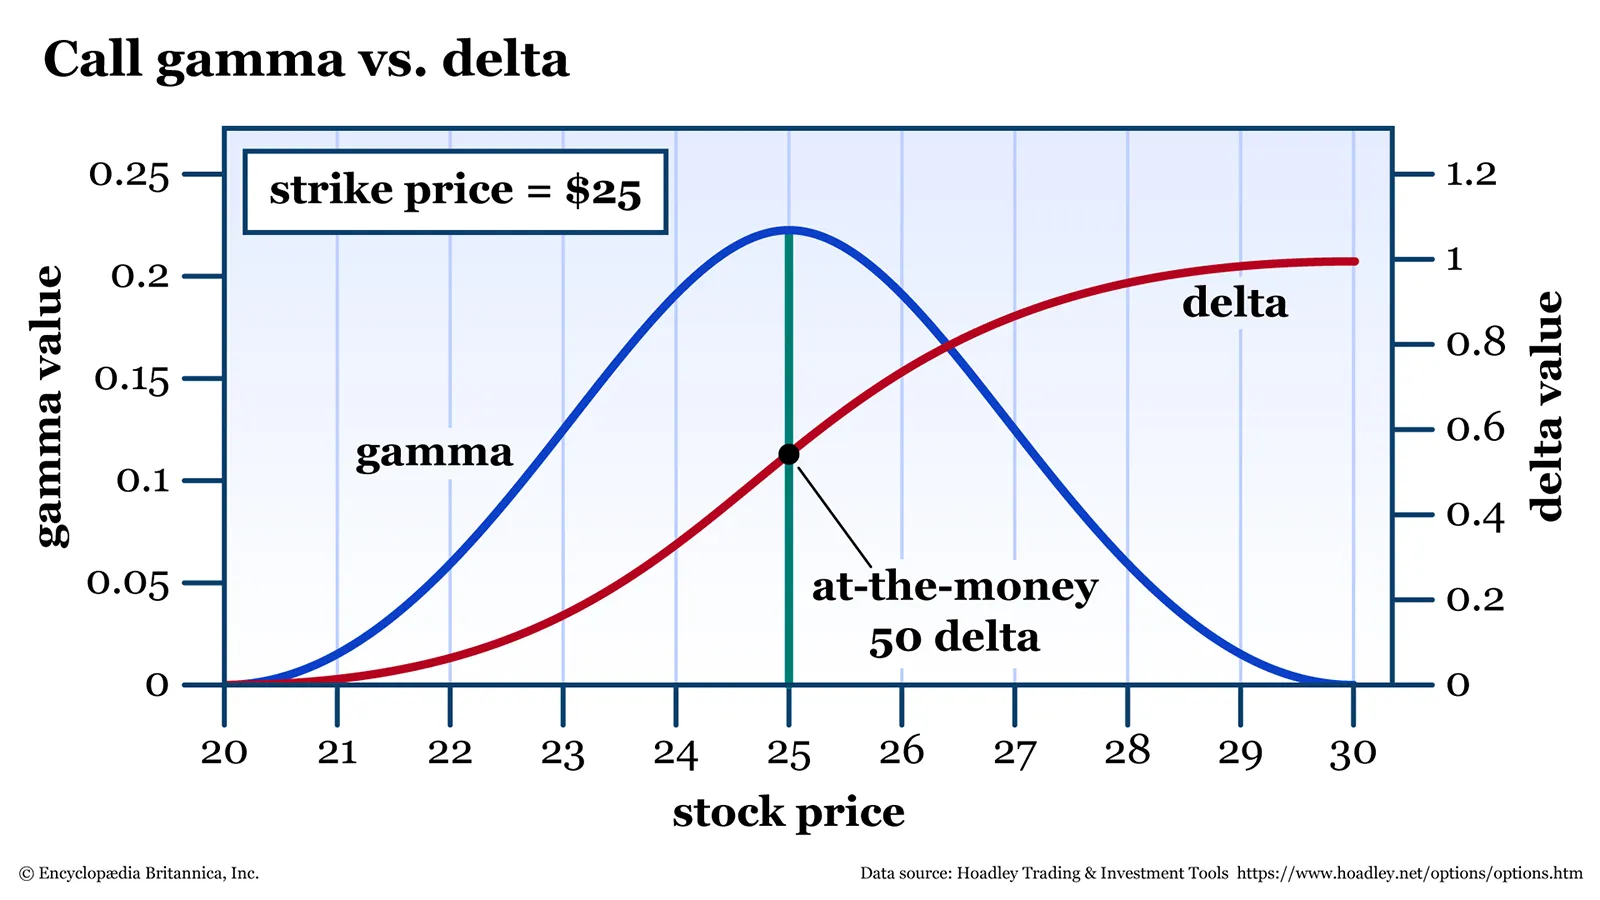 Call gamma vs. delta
strike price = $25
0.25
0.2
0.15
0.1
0.05
0
gamma value
1.2
1
0.8
0.6
0.4
0.2
0
delta value
gamma
delta
at-the-money
50 delta
20 21 22 23 24 25 26 27 28 29 30
stock price
© Encyclopædia Britannica, Inc.
Data source: Hoadley Trading & Investment Tools https://www.hoadley.net/options/options.htm